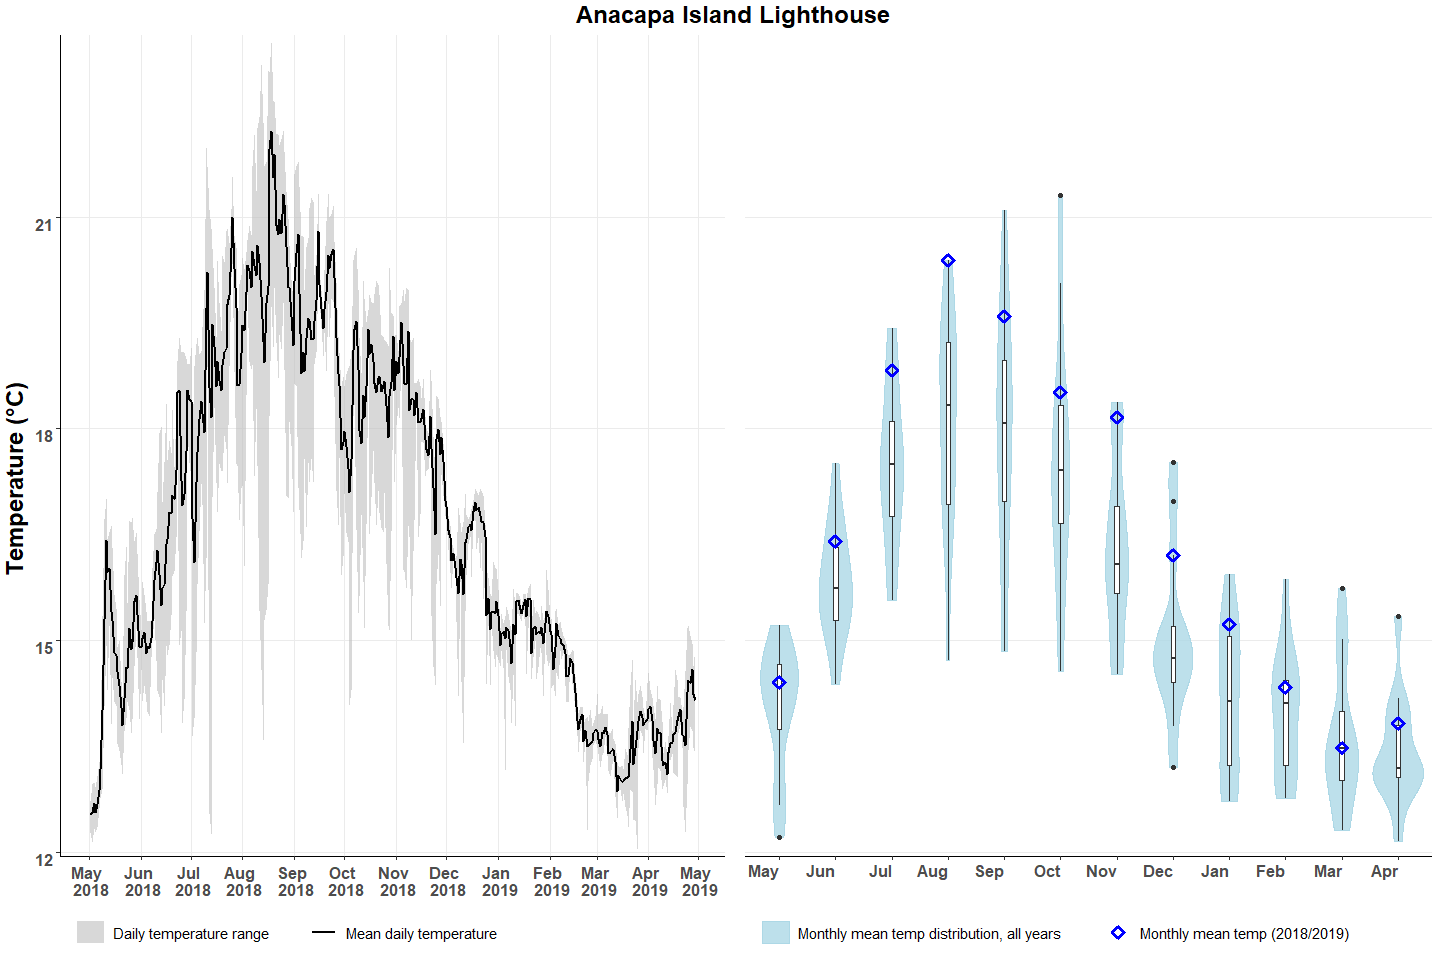 Anacapa Island Lighthouse
Temperature (°C)
21
18
15
12
May Jun Jul Aug Sep Oct Nov Dec Jan Feb Mar Apr May
2018 2018 2018 2018 2018 2018 2018 2018 2019 2019 2019 2019 2019
May Jun Jul Aug Sep Oct Nov Dec Jan Feb Mar Apr
Daily temperature range
Mean daily temperature
Monthly mean temp distribution, all years
Monthly mean temp (2018/2019)